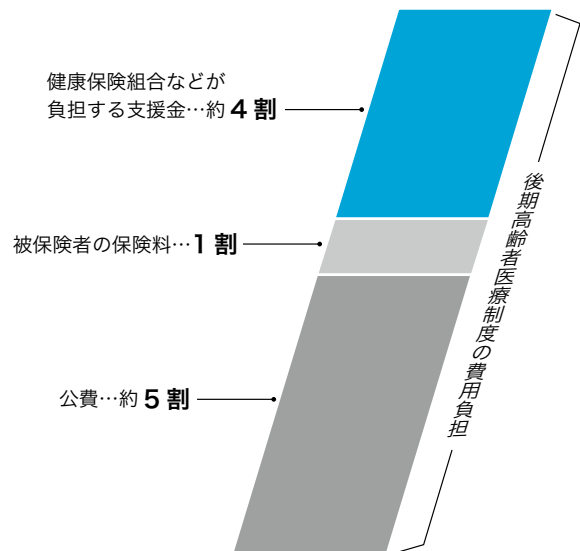 健康保険組合などが
負担する支援金…約4割
被保険者の保険料…1割
公費…約5割
後期高齢者医療制度の費用負担